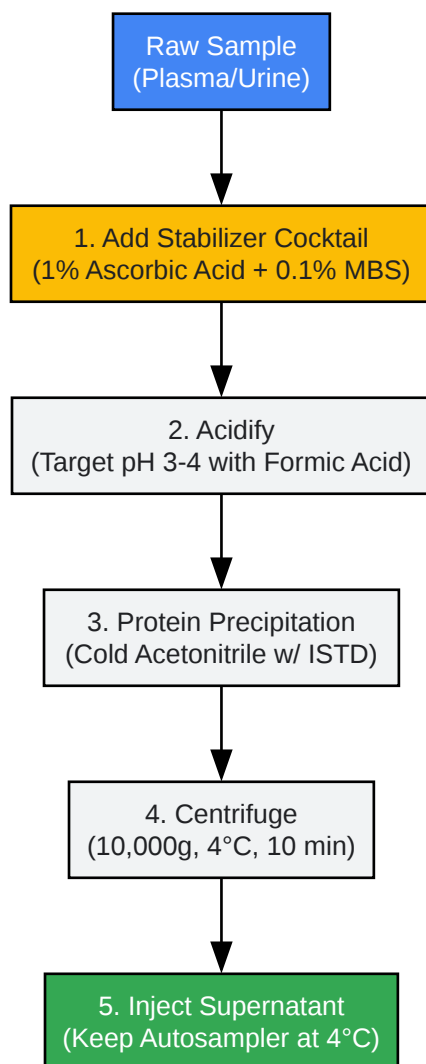 Raw Sample
(Plasma/Urine)
1. Add Stabilizer Cocktail
(1% Ascorbic Acid + 0.1% MBS)
2. Acidify
(Target pH 3-4 with Formic Acid)
3. Protein Precipitation
(Cold Acetonitrile w/ ISTD)
4. Centrifuge
(10,000g, 4°C, 10 min)
5. Inject Supernatant
(Keep Autosampler at 4°C)